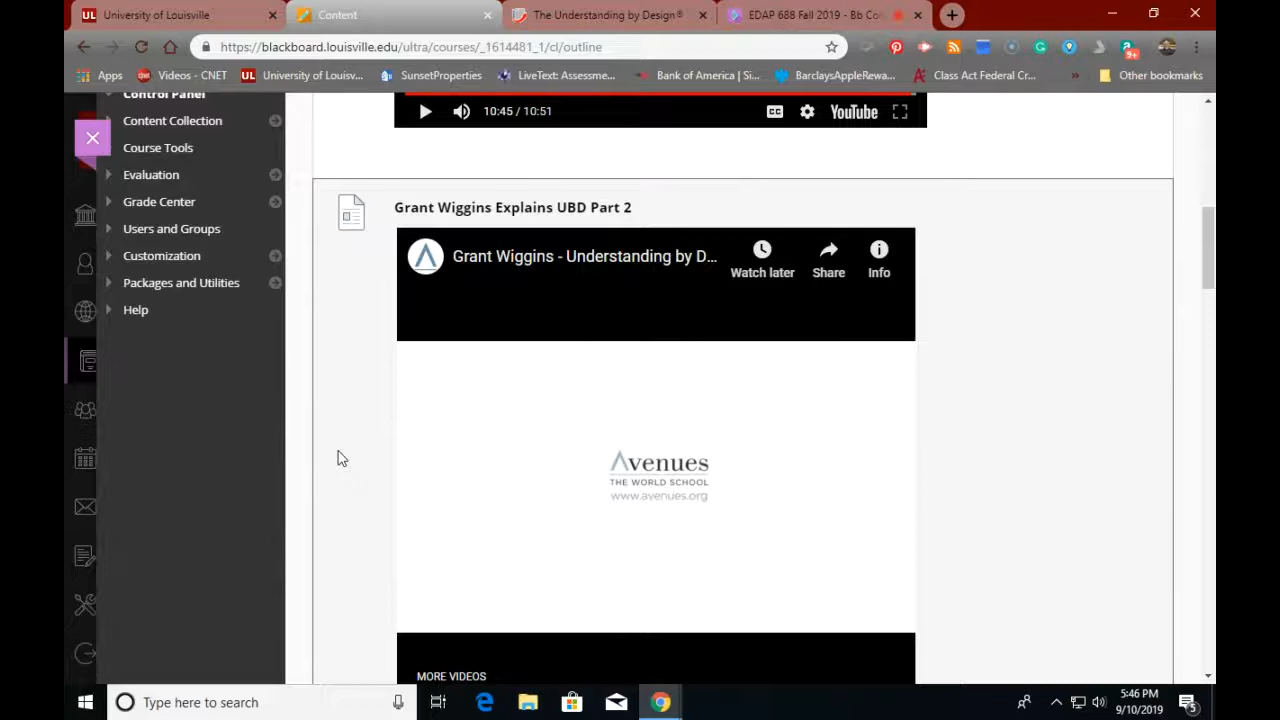 University of Louisville
Content
The Understanding by Design®
EDAP 688 Fall 2019 - Bb Co
https://blackboard.louisville.edu/ultra/courses/_1614481_1/cl/outline
9+
Apps
Videos - CNET
University of Louisv...
SunsetProperties
LiveText: Assessme...
Bank of America | Si...
BarclaysAppleRewa...
Class Act Federal Cr...
»
Other bookmarks
Control Panel
Content Collection
Course Tools
Evaluation
Grade Center
Users and Groups
Customization
Packages and Utilities
Help
10:45 / 10:51
CC
YouTube
Grant Wiggins Explains UBD Part 2
Grant Wiggins - Understanding by D...
Watch later
Share
Info
Avenues
THE WORLD SCHOOL
www.avenues.org
MORE VIDEOS
Type here to search
5:46 PM
9/10/2019
5